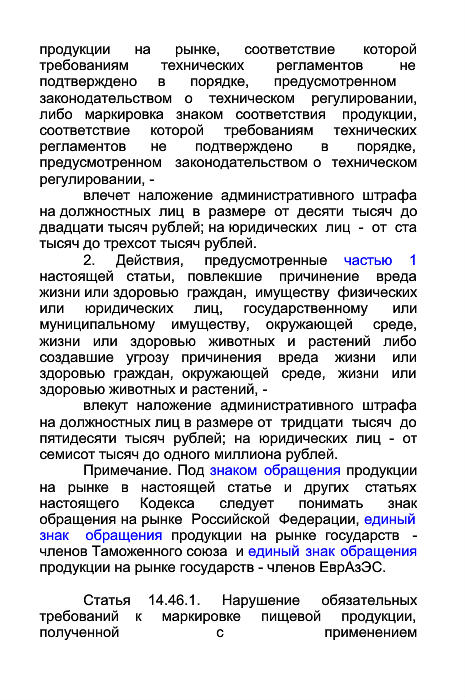 продукции на рынке, соответствие которой
требованиям технических регламентов не
подтверждено в порядке, предусмотренном
законодательством о техническом регулировании,
либо маркировка знаком соответствия продукции,
соответствие которой требованиям технических
регламентов не подтверждено в порядке,
предусмотренном законодательством о техническом
регулировании, -
влечет наложение административного штрафа
на должностных лиц в размере от десяти тысяч до
двадцати тысяч рублей; на юридических лиц - от ста
тысяч до трехсот тысяч рублей.
2. Действия, предусмотренные частью 1
настоящей статьи, повлекшие причинение вреда
жизни или здоровью граждан, имуществу физических
или юридических лиц, государственному или
муниципальному имуществу, окружающей среде,
жизни или здоровью животных и растений либо
создавшие угрозу причинения вреда жизни или
здоровью граждан, окружающей среде, жизни или
здоровью животных и растений, -
влекут наложение административного штрафа
на должностных лиц в размере от тридцати тысяч до
пятидесяти тысяч рублей; на юридических лиц - от
семисот тысяч до одного миллиона рублей.
Примечание. Под знаком обращения продукции
на рынке в настоящей статье и других статьях
настоящего Кодекса следует понимать знак
обращения на рынке Российской Федерации, единый
знак обращения продукции на рынке государств -
членов Таможенного союза и единый знак обращения
продукции на рынке государств - членов ЕврАзЭС.
Статья 14.46.1. Нарушение обязательных
требований к маркировке пищевой продукции,
полученной с применением